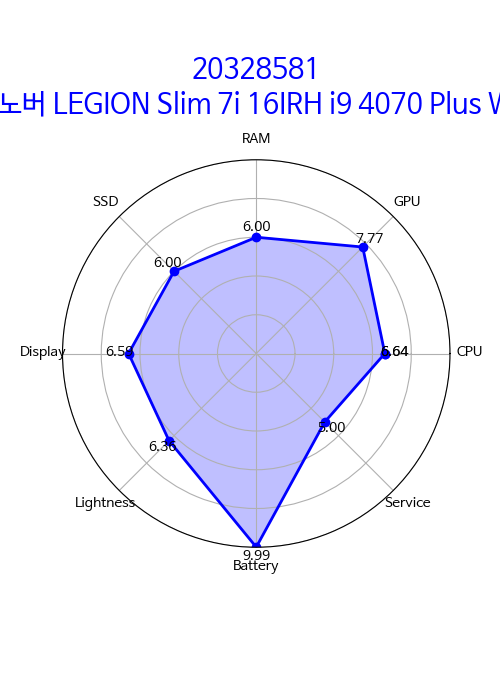 20328581
노버 LEGION Slim 7i 16IRH i9 4070 Plus W
RAM
SSD
GPU
6.00
7.77
6.00
Display
6.59
6.64
CPU
6.36
5.00
Lightness
Service
9.99
Battery